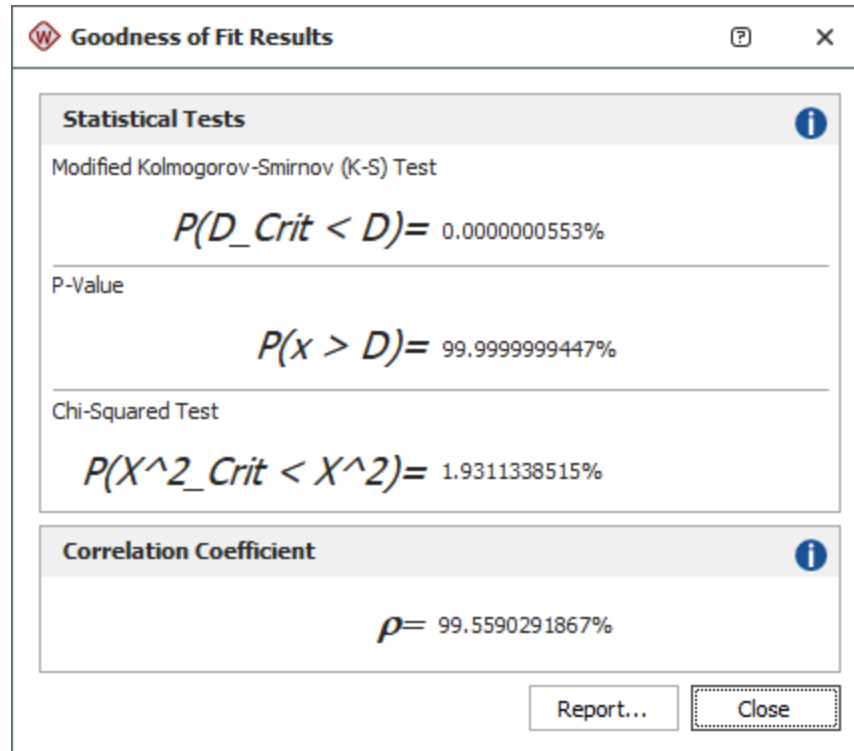 W Goodness of Fit Results ? ×
Statistical Tests i
Modified Kolmogorov-Smirnov (K-S) Test
P(D_Crit < D)= 0.0000000553%
P-Value
P(x > D)= 99.9999999447%
Chi-Squared Test
P(X^2_Crit < X^2)= 1.9311338515%
Correlation Coefficient i
ρ= 99.5590291867%
Report... Close